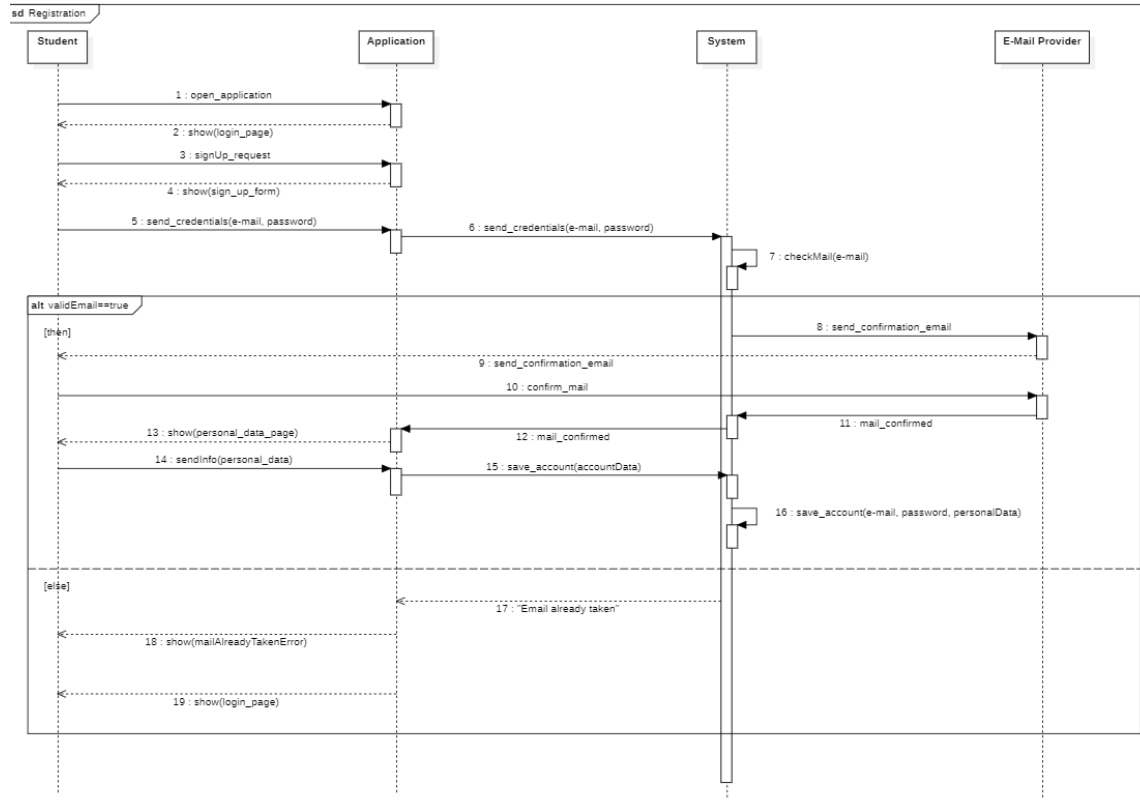 sd Registration
Student
Application
System
E-Mail Provider
1 : open_application
2 : show(login_page)
3 : signUp_request
4 : show(sign_up_form)
5 : send_credentials(e-mail, password)
6 : send_credentials(e-mail, password)
7 : checkMail(e-mail)
alt validEmail==true
[then]
8 : send_confirmation_email
9 : send_confirmation_email
10 : confirm_mail
11 : mail_confirmed
12 : mail_confirmed
13 : show(personal_data_page)
14 : sendInfo(personal_data)
15 : save_account(accountData)
16 : save_account(e-mail, password, personalData)
[else]
17 : "Email already taken"
18 : show(mailAlreadyTakenError)
19 : show(login_page)